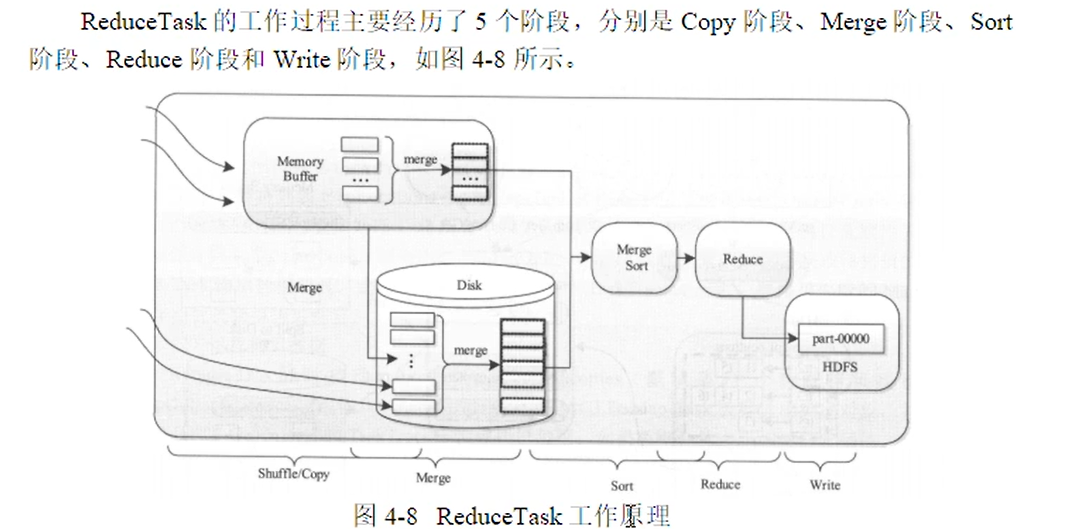 ReduceTask 的工作过程主要经历了 5 个阶段，分别是 Copy 阶段、Merge 阶段、Sort
阶段、Reduce 阶段和 Write 阶段，如图 4-8 所示。
Memory
Buffer
...
merge
...
Merge
Disk
merge
Merge
Sort
Reduce
part-00000
HDFS
Shuffle/Copy
Merge
Sort
Reduce
Write
图 4-8 ReduceTask 工作原理